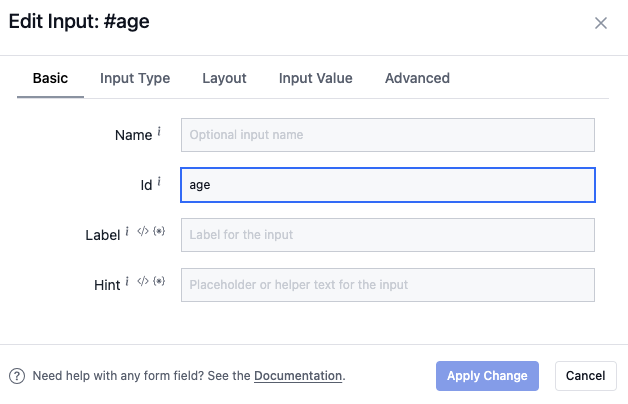 Edit Input: #age
Basic Input Type Layout Input Value Advanced
Name i Optional input name
Id i age
Label i </> {*} Label for the input
Hint i </> {*} Placeholder or helper text for the input
? Need help with any form field? See the Documentation. Apply Change Cancel